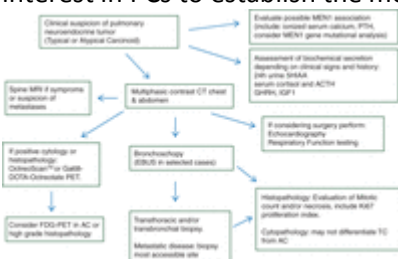 interest in PCs to establish the
Clinical suspicion of pulmonary
neuroendocrine tumor
(Typical or Atypical Carcinoid)
Evaluate possible MEN1 association
(include: ionized serum calcium, PTH,
consider MEN1 gene mutational analysis)
Assessment of biochemical secretion
depending on clinical signs and history:
24h urine 5HIAA
serum cortisol and ACTH
GHRH, IGF1
Spine MRI if symptoms
or suspicion of
metastases
Multiphasic contrast CT chest
& abdomen
If considering surgery perform:
Echocardiography
Respiratory Function testing
If positive cytology or
histopathology:
OctreoScan™ or Gallium68-
DOTA-Octreotate PET.
Bronchoscopy
(EBUS in selected cases)
Histopathology: Evaluation of Mitotic
count and/or necrosis, include Ki67
proliferation index.
Cytopathology: may not differentiate TC
from AC
Consider FDG-PET in AC or
high grade histopathology
Transthoracic and/or
transbronchial biopsy
Metastatic disease: biopsy
most accessible site